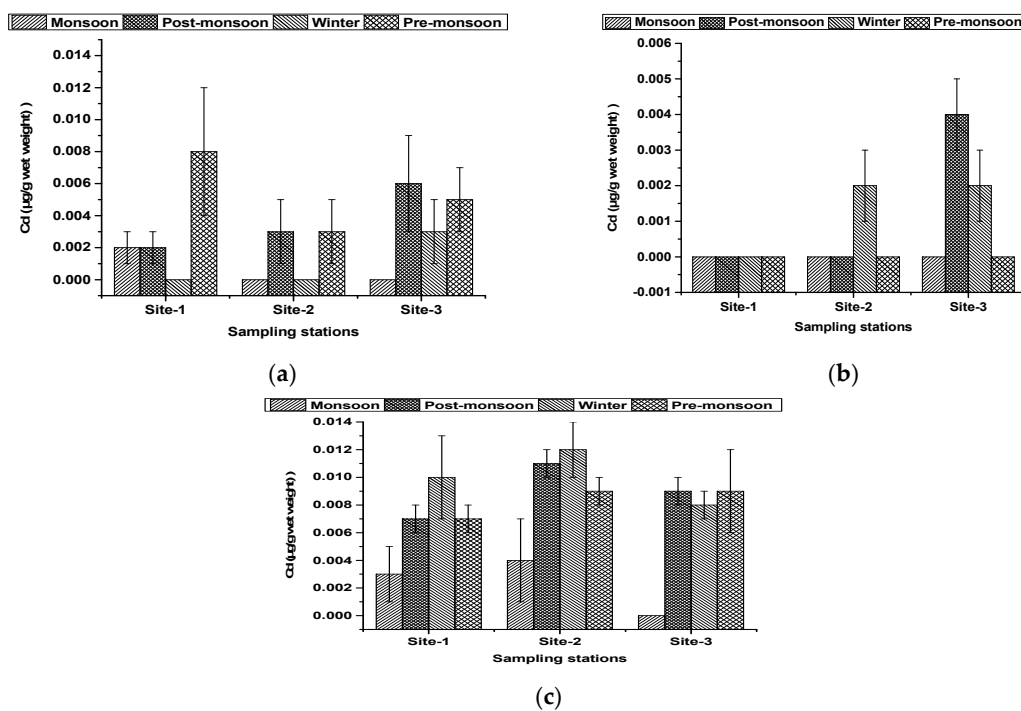 Monsoon Post-monsoon Winter Pre-monsoon
0.014
0.012
0.010
0.008
0.006
0.004
0.002
0.000
Cd (µg/g wet weight) )
Site-1 Site-2 Site-3
Sampling stations
(a)
Monsoon Post-monsoon Winter Pre-monsoon
0.006
0.005
0.004
0.003
0.002
0.001
0.000
-0.001
Cd (µg/g wet weight) )
Site-1 Site-2 Site-3
Sampling stations
(b)
Monsoon Post-monsoon Winter Pre-monsoon
0.014
0.012
0.010
0.008
0.006
0.004
0.002
0.000
Cd (µg/g wet weight) )
Site-1 Site-2 Site-3
Sampling stations
(c)